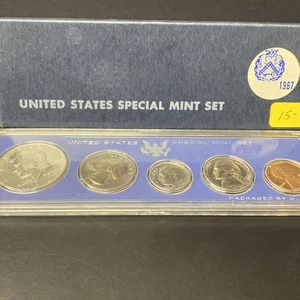 1967
UNITED STATES SPECIAL MINT SET
15-
UNITED STATES SPECIAL MINT SET
PACKAGED BY U.